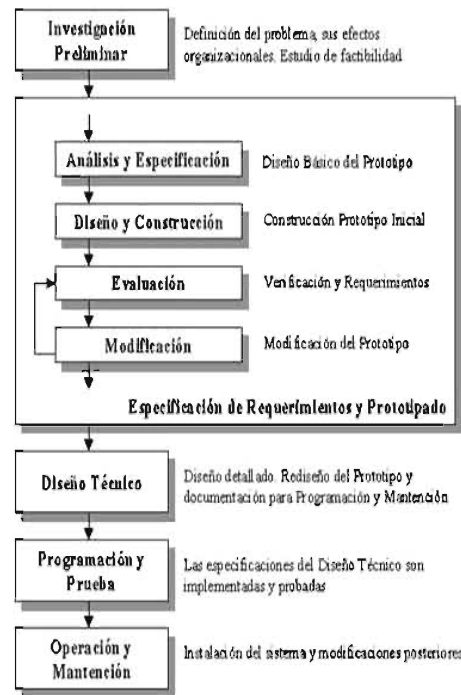 Investigación
Preliminar
Definición del problema, sus efectos
organizacionales. Estudio de factibilidad
Análisis y Especificación
Diseño Básico del Prototipo
Diseño y Construcción
Construcción Prototipo Inicial
Evaluación
Verificación y Requerimientos
Modificación
Modificación del Prototipo
Especificación de Requerimientos y Prototipado
Diseño Técnico
Diseño detallado. Rediseño del Prototipo y
documentación para Programación y Mantención
Programación y
Prueba
Las especificaciones del Diseño Técnico son
implementadas y probadas
Operación y
Mantención
Instalación del sistema y modificaciones posteriores